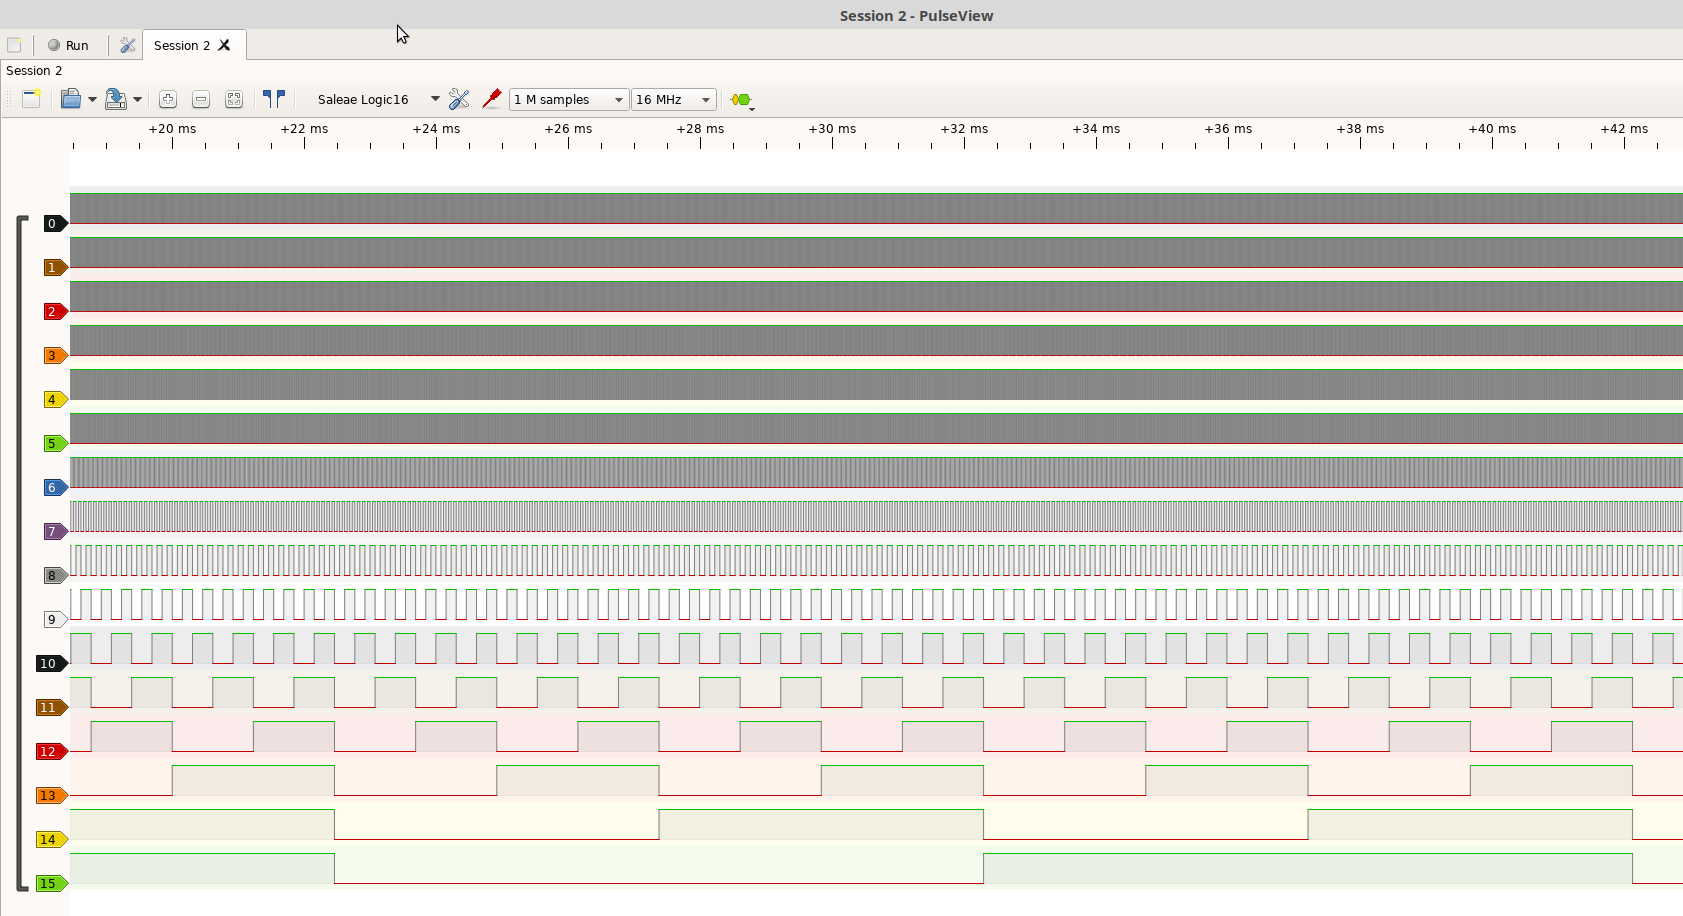 Session 2 - PulseView
Run
Session 2
Session 2
Saleae Logic16
1 M samples
16 MHz
+20 ms +22 ms +24 ms +26 ms +28 ms +30 ms +32 ms +34 ms +36 ms +38 ms +40 ms +42 ms
0
1
2
3
4
5
6
7
8
9
10
11
12
13
14
15